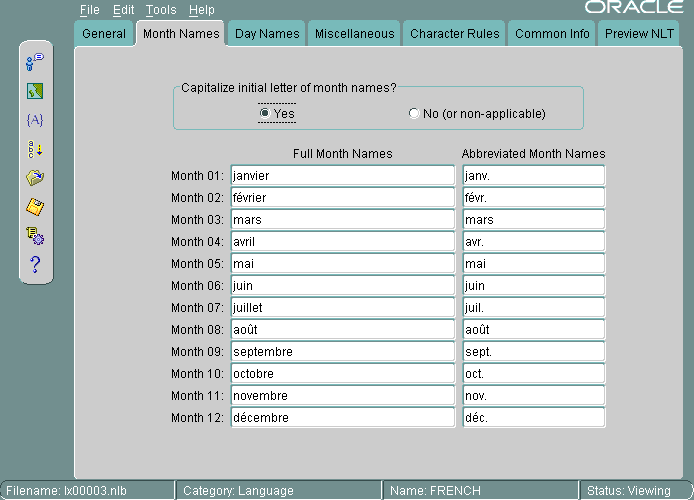 ORACLE
File Edit Tools Help
General Month Names Day Names Miscellaneous Character Rules Common Info Preview NLT
Capitalize initial letter of month names?
Yes No (or non-applicable)
{A}
Full Month Names Abbreviated Month Names
Month 01: janvier janv.
Month 02: février févr.
Month 03: mars mars
Month 04: avril avr.
Month 05: mai mai
Month 06: juin juin
Month 07: juillet juil.
Month 08: août août
Month 09: septembre sept.
Month 10: octobre oct.
Month 11: novembre nov.
Month 12: décembre déc.
?
Filename: lx00003.nlb Category: Language Name: FRENCH Status: Viewing